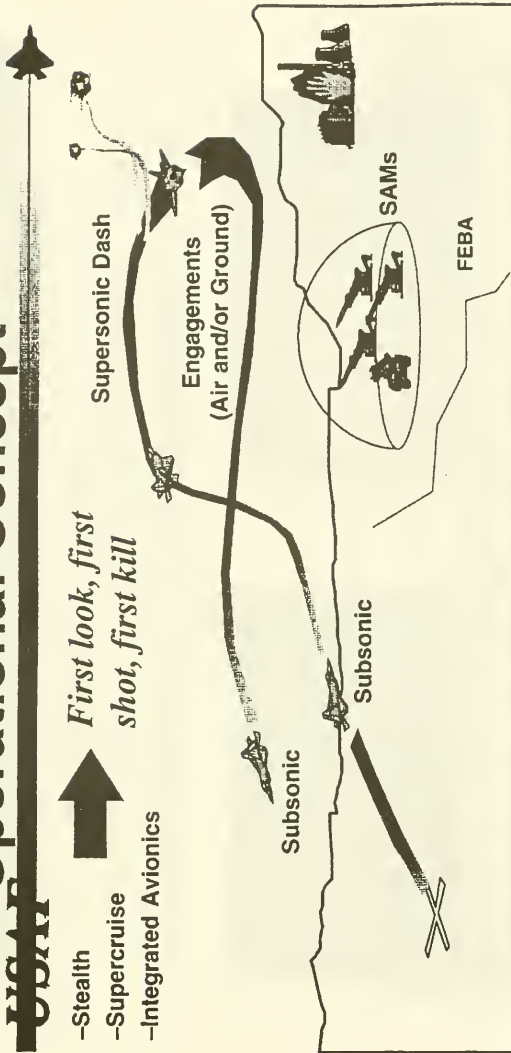 Operational Concept
USAF
–Stealth
–Supercruise
–Integrated Avionics
First look, first
shot, first kill
Supersonic Dash
Engagements
(Air and/or Ground)
Subsonic
Subsonic
SAMs
FEBA